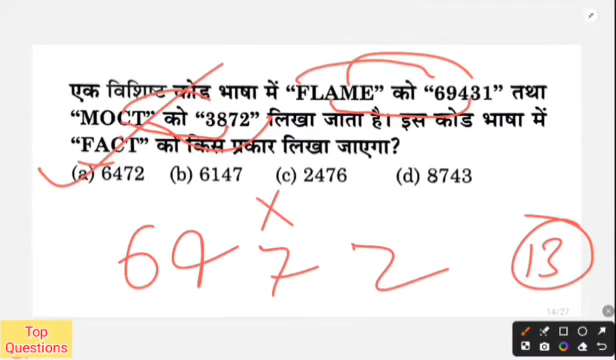 एक विशिष्ट कोड भाषा में “FLAME” को “69431” तथा
“MOCT” को “3872” लिखा जाता है। इस कोड भाषा में
“FACT” को किस प्रकार लिखा जाएगा?
(a) 6472 (b) 6147 (c) 2476 (d) 8743
6472
13
14/27
Top
Questions